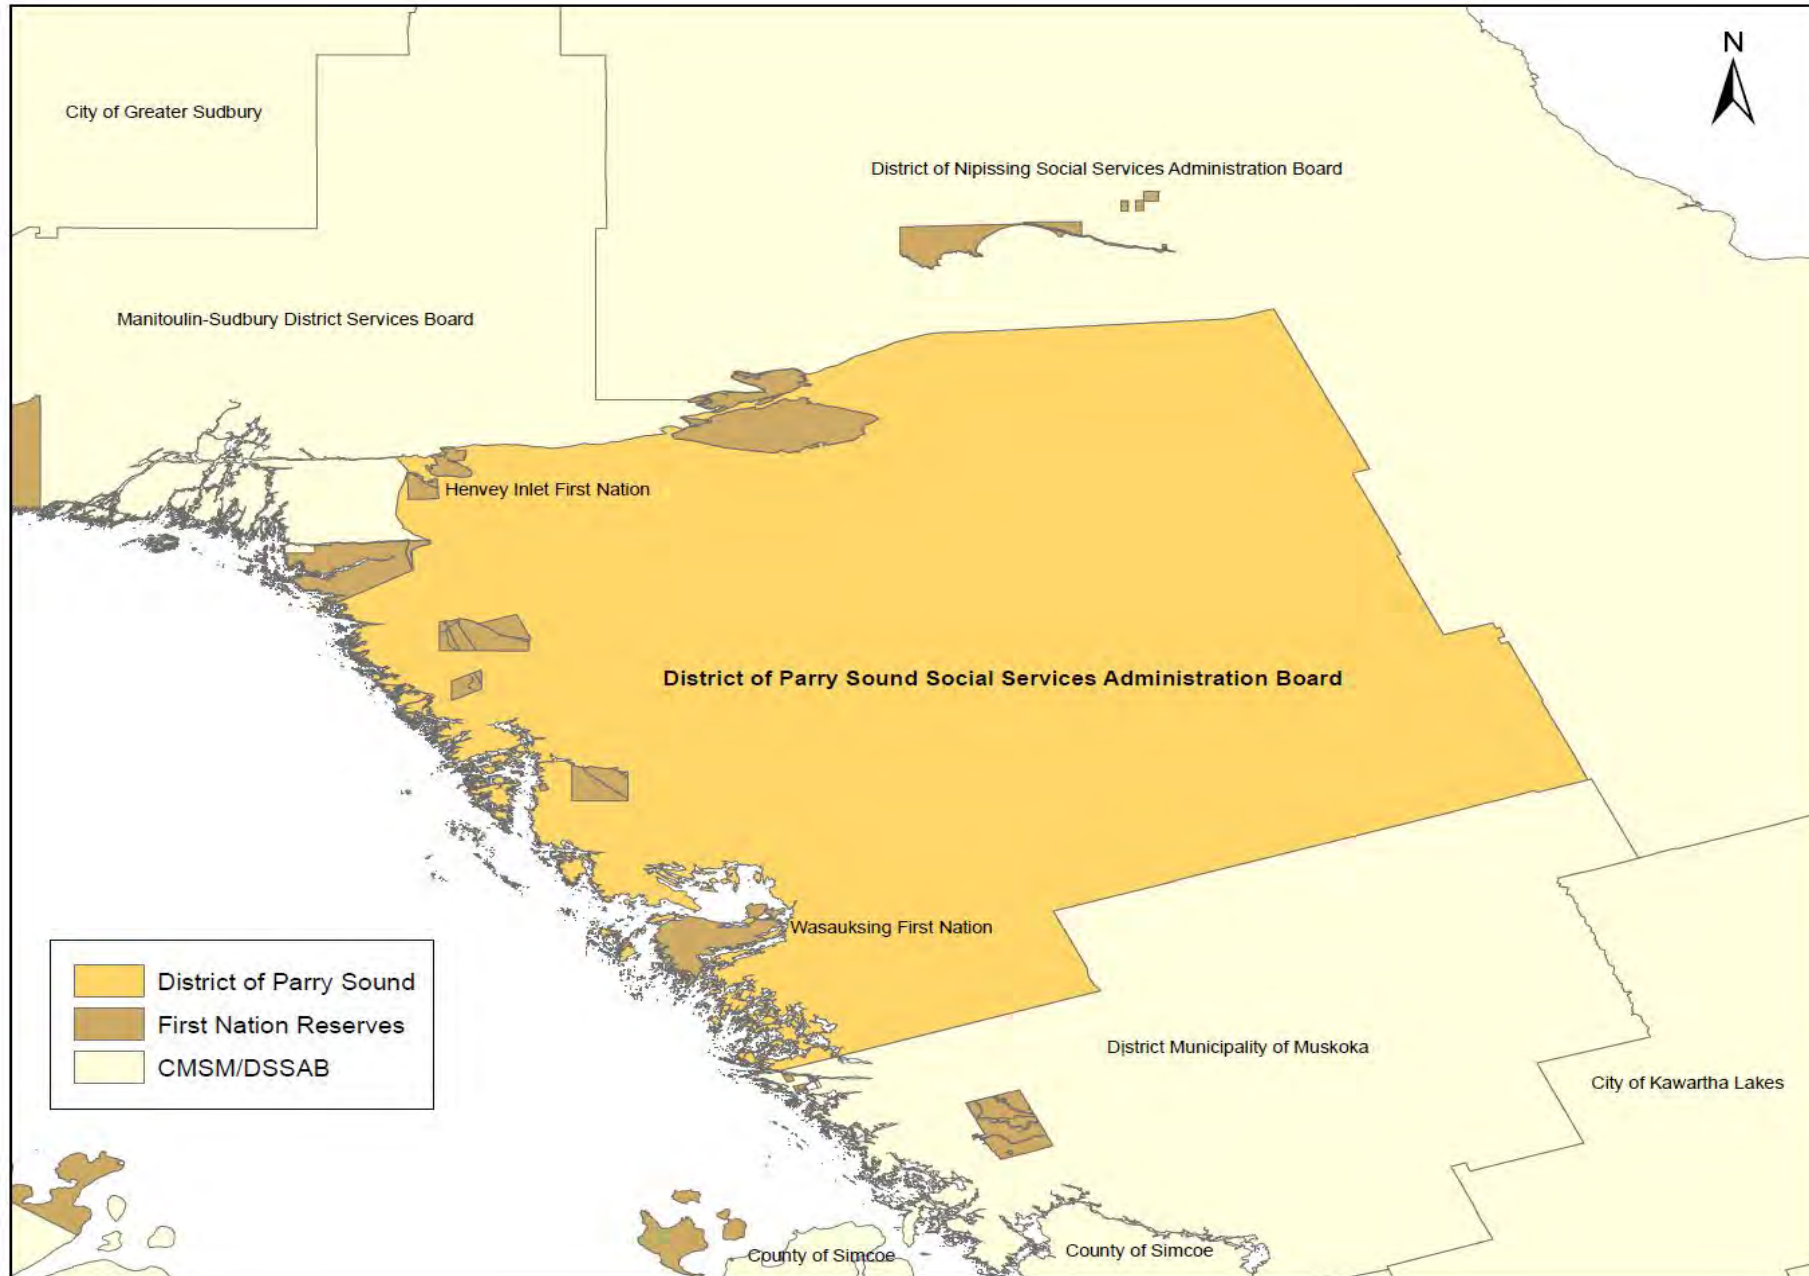 N
City of Greater Sudbury
District of Nipissing Social Services Administration Board
Manitoulin-Sudbury District Services Board
Henvey Inlet First Nation
District of Parry Sound Social Services Administration Board
Wasauksing First Nation
District of Parry Sound
First Nation Reserves
CMSM/DSSAB
District Municipality of Muskoka
City of Kawartha Lakes
County of Simcoe
County of Simcoe